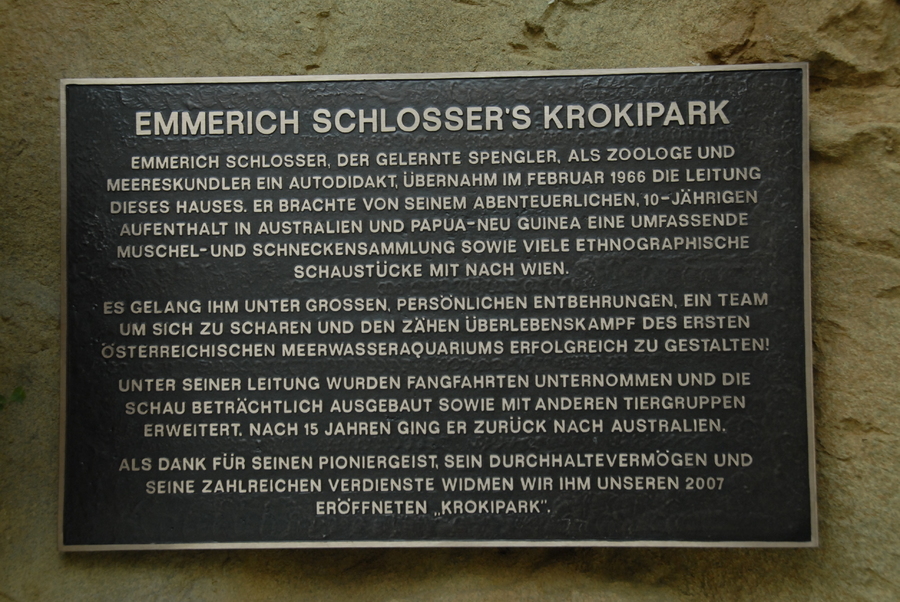 EMMERICH SCHLOSSER'S KROKIPARK
EMMERICH SCHLOSSER, DER GELERNTE SPENGLER, ALS ZOOLOGE UND
MEERESKUNDLER EIN AUTODIDAKT, ÜBERNAHM IM FEBRUAR 1966 DIE LEITUNG
DIESES HAUSES. ER BRACHTE VON SEINEM ABENTEUERLICHEN, 10-JÄHRIGEN
AUFENTHALT IN AUSTRALIEN UND PAPUA-NEU GUINEA EINE UMFASSENDE
MUSCHEL-UND SCHNECKENSAMMLUNG SOWIE VIELE ETHNOGRAPHISCHE
SCHAUSTÜCKE MIT NACH WIEN.
ES GELANG IHM UNTER GROSSEN, PERSÖNLICHEN ENTBEHRUNGEN, EIN TEAM
UM SICH ZU SCHAREN UND DEN ZÄHEN ÜBERLEBENSKAMPF DES ERSTEN
ÖSTERREICHISCHEN MEERWASSERAQUARIUMS ERFOLGREICH ZU GESTALTEN!
UNTER SEINER LEITUNG WURDEN FANGFAHRTEN UNTERNOMMEN UND DIE
SCHAU BETRÄCHTLICH AUSGEBAUT SOWIE MIT ANDEREN TIERGRUPPEN
ERWEITERT. NACH 15 JAHREN GING ER ZURÜCK NACH AUSTRALIEN.
ALS DANK FÜR SEINEN PIONIERGEIST, SEIN DURCHHALTEVERMÖGEN UND
SEINE ZAHLREICHEN VERDIENSTE WIDMEN WIR IHM UNSEREN 2007
ERÖFFNETEN „KROKIPARK".